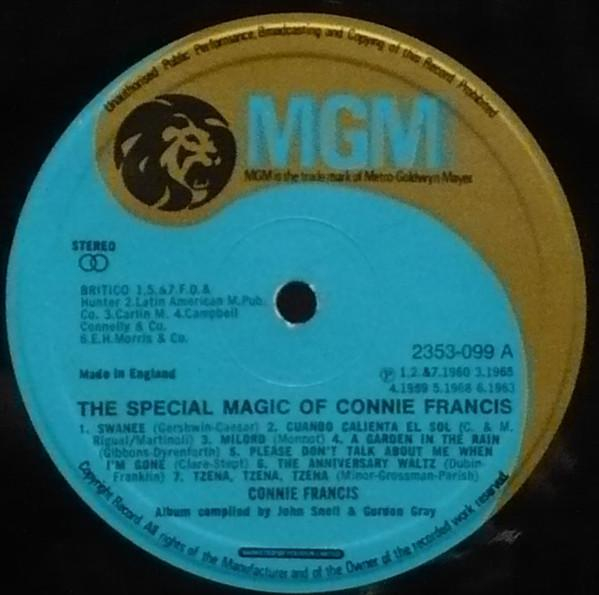 Unauthorised Public Performance, Broadcasting and Copying of this Record Prohibited
MGM
MGM is the trade mark of Metro-Goldwyn-Mayer
STEREO
BRITICO 1,5,&7.F.D.&
Hunter 2.Latin American M.Pub.
Co. 3.Carlin M. 4.Campbell
Connelly & Co.
6.E.H.Morris & Co.
2353-099 A
Made in England
Ⓟ 1.2.&7.1960 3.1965
4.1959 5.1968 6.1963
THE SPECIAL MAGIC OF CONNIE FRANCIS
1. SWANEE (Gershwin-Caesar) 2. CUANDO CALIENTA EL SOL (C. & M.
Rigual/Martinoli) 3. MILORD (Monnot) 4. A GARDEN IN THE RAIN
(Gibbons-Dyrenforth) 5. PLEASE DON'T TALK ABOUT ME WHEN
I'M GONE (Clare-Stept) 6. THE ANNIVERSARY WALTZ (Dubin-
Franklin) 7. TZENA, TZENA, TZENA (Minor-Grossman-Parish)
CONNIE FRANCIS
Album compiled by John Snell & Gordon Gray
Copyright Record. All rights of the Manufacturer and of the Owner of the recorded work reserved.